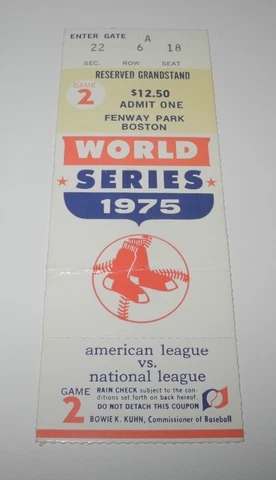 ENTER GATE A
22 6 18
SEC. ROW SEAT
RESERVED GRANDSTAND
GAME 2 $12.50
ADMIT ONE
FENWAY PARK
BOSTON
WORLD
SERIES
1975
american league
vs.
national league
GAME 2
RAIN CHECK subject to the con-
ditions set forth on back hereof.
DO NOT DETACH THIS COUPON
BOWIE K. KUHN, Commissioner of Baseball